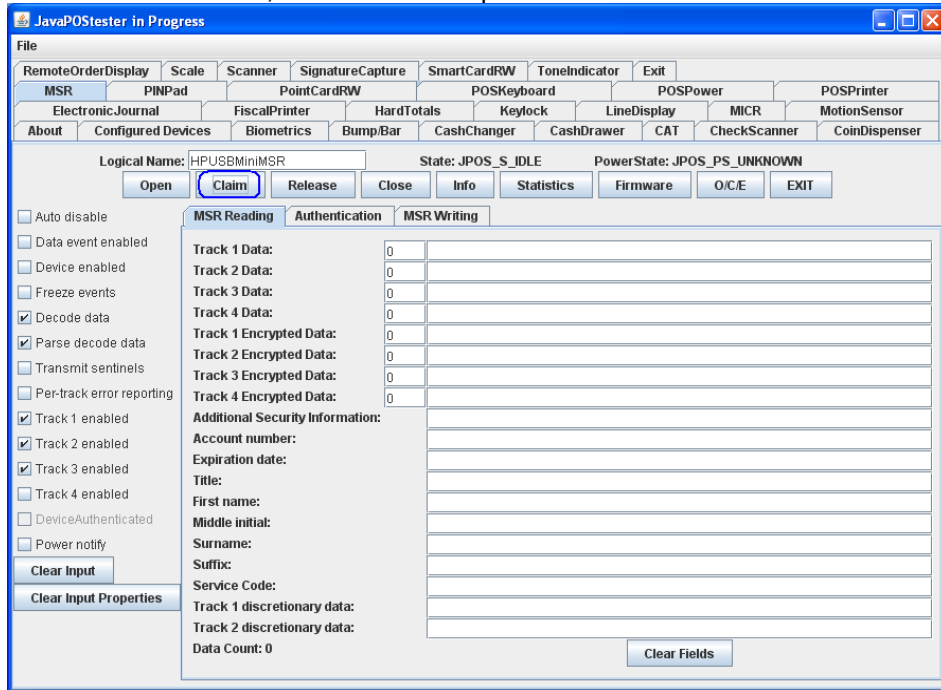 JavaPOStester in Progress
File
RemoteOrderDisplay Scale Scanner SignatureCapture SmartCardRW ToneIndicator Exit
MSR PINPad PointCardRW POSKeyboard POSPower POSPrinter
ElectronicJournal FiscalPrinter HardTotals Keylock LineDisplay MICR MotionSensor
About Configured Devices Biometrics Bump/Bar CashChanger CashDrawer CAT CheckScanner CoinDispenser
Logical Name: HPUSBMiniMSR State: JPOS_S_IDLE PowerState: JPOS_PS_UNKNOWN
Open Claim Release Close Info Statistics Firmware O/C/E EXIT
Auto disable
Data event enabled
Device enabled
Freeze events
Decode data
Parse decode data
Transmit sentinels
Per-track error reporting
Track 1 enabled
Track 2 enabled
Track 3 enabled
Track 4 enabled
DeviceAuthenticated
Power notify
Clear Input
Clear Input Properties
MSR Reading Authentication MSR Writing
Track 1 Data: 0
Track 2 Data: 0
Track 3 Data: 0
Track 4 Data: 0
Track 1 Encrypted Data: 0
Track 2 Encrypted Data: 0
Track 3 Encrypted Data: 0
Track 4 Encrypted Data: 0
Additional Security Information:
Account number:
Expiration date:
Title:
First name:
Middle initial:
Surname:
Suffix:
Service Code:
Track 1 discretionary data:
Track 2 discretionary data:
Data Count: 0
Clear Fields